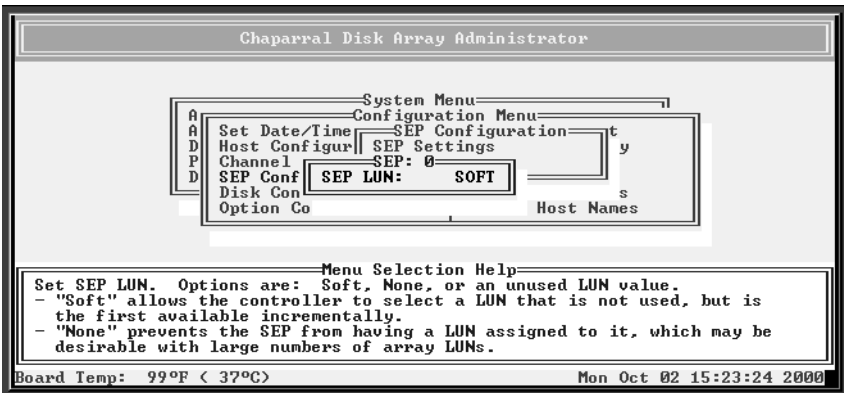 Chaparral Disk Array Administrator
System Menu
A Configuration Menu
A Set Date/Time SEP Configuration t
D Host Configur SEP Settings y
P Channel SEP: 0
D SEP Conf SEP LUN: SOFT
Disk Con s
Option Co Host Names
Menu Selection Help
Set SEP LUN. Options are: Soft, None, or an unused LUN value.
- "Soft" allows the controller to select a LUN that is not used, but is
the first available incrementally.
- "None" prevents the SEP from having a LUN assigned to it, which may be
desirable with large numbers of array LUNs.
Board Temp: 99°F ( 37°C) Mon Oct 02 15:23:24 2000